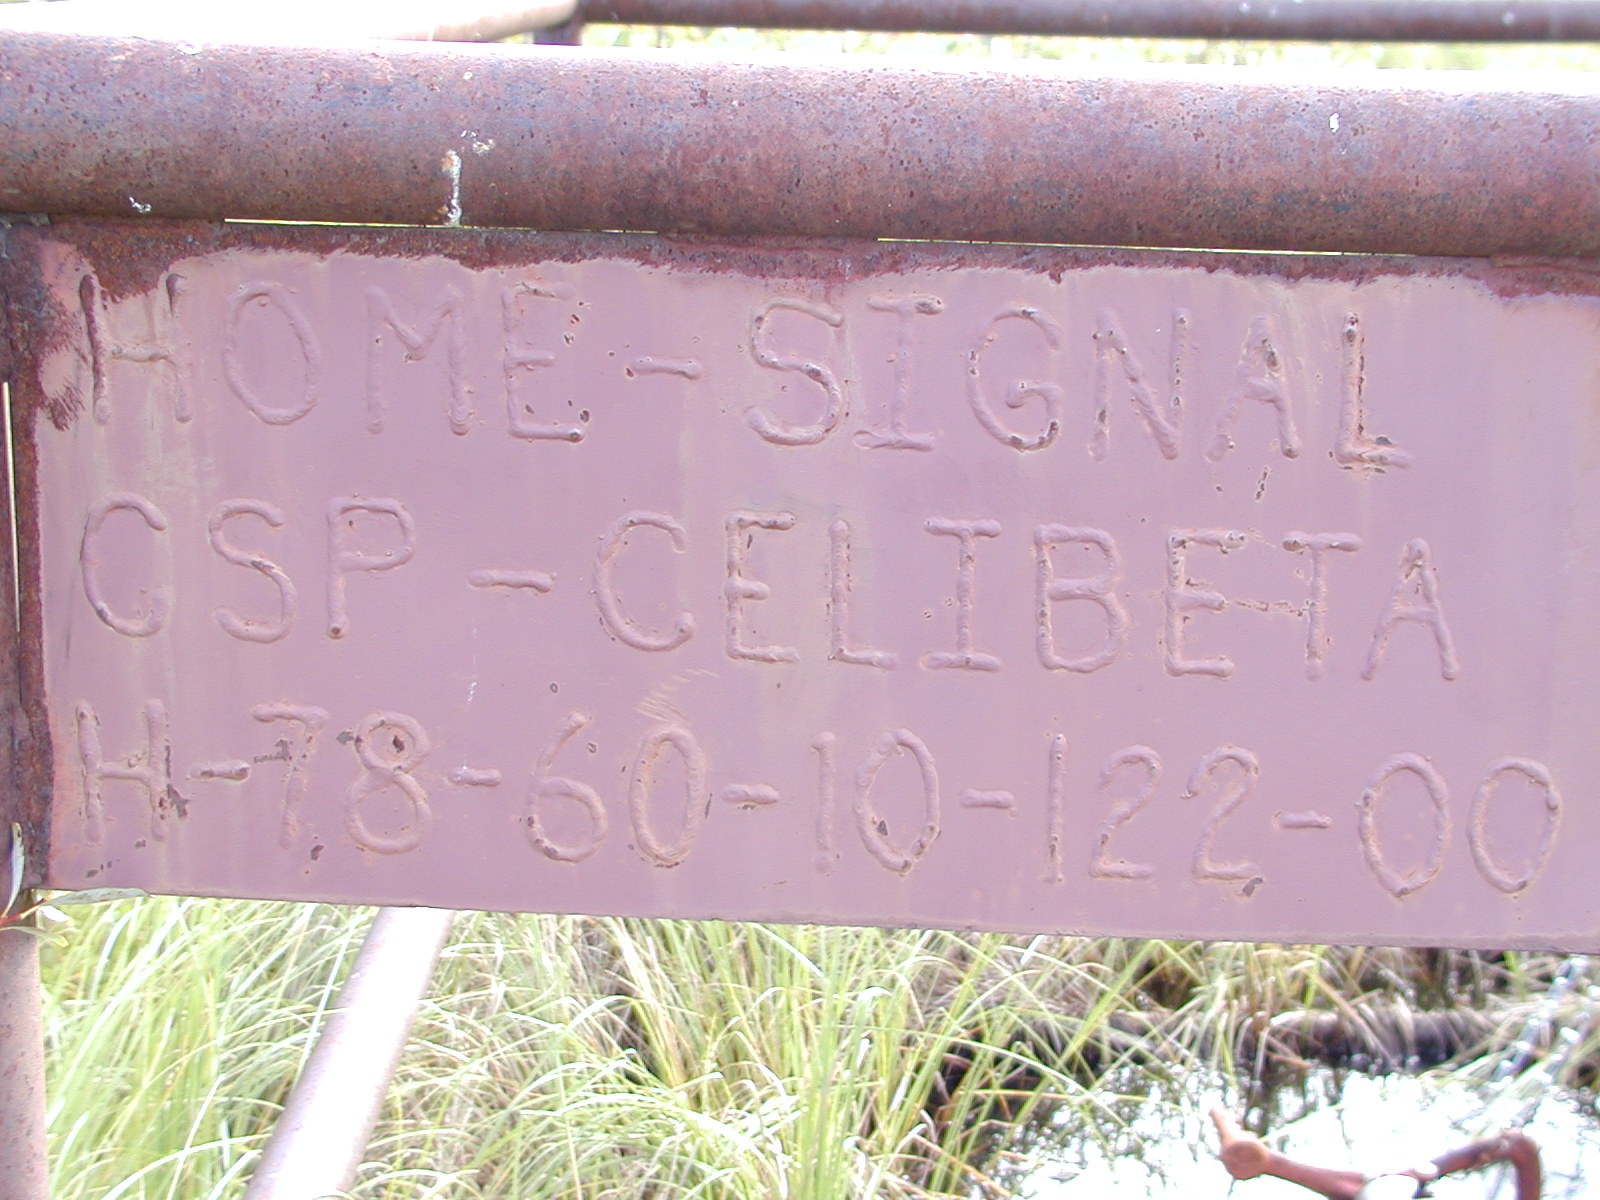 HOME-SIGNAL
CSP-CELIBETA
H-78-60-10-122-00